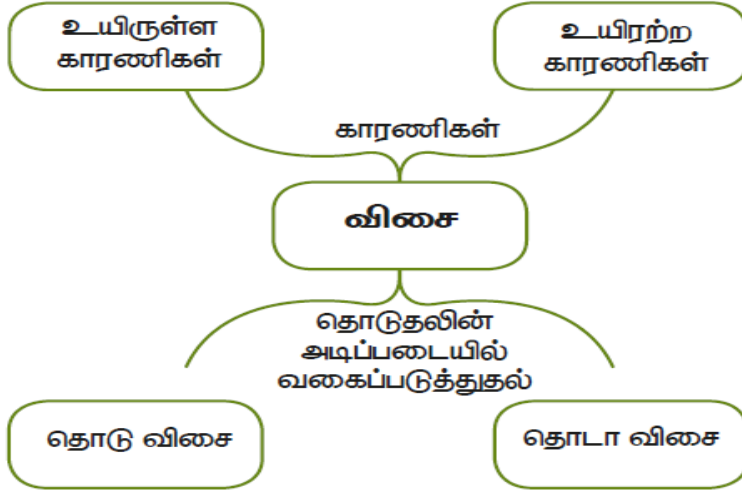 உயிருள்ள
காரணிகள்
உயிரற்ற
காரணிகள்
காரணிகள்
விசை
தொடுதலின்
அடிப்படையில்
வகைப்படுத்துதல்
தொடு விசை
தொடா விசை